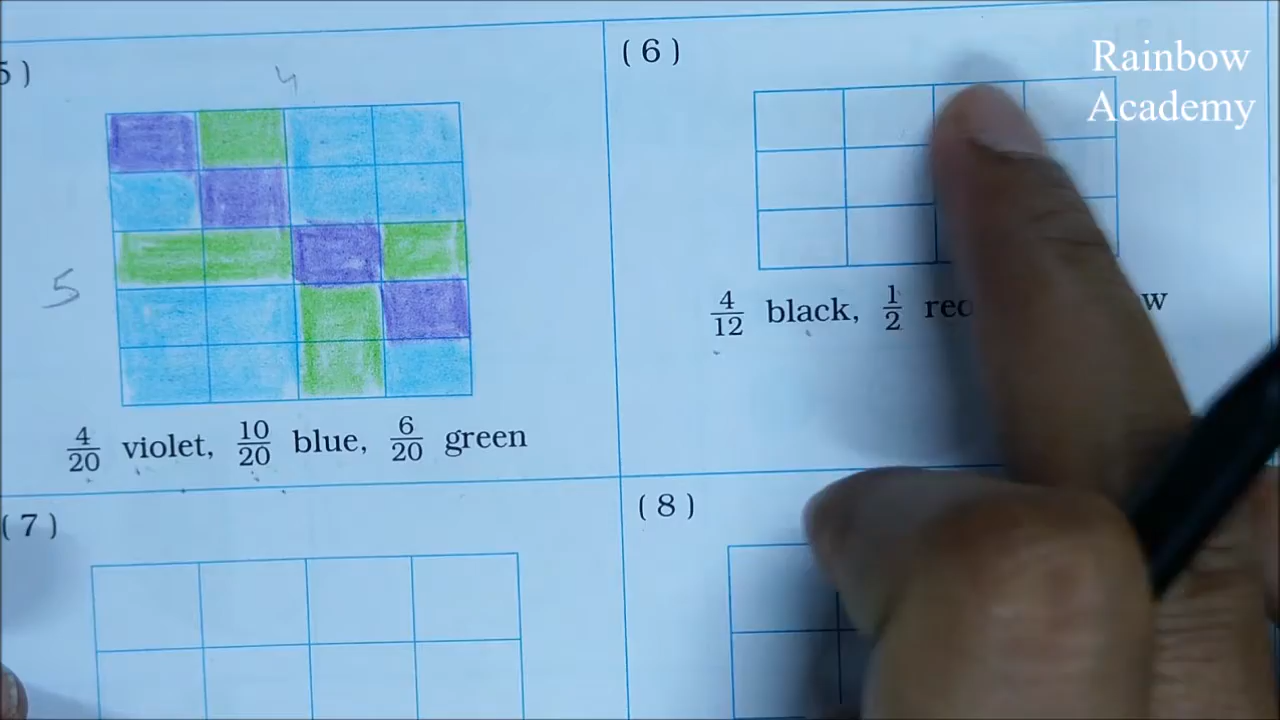 5)
4
5
4/20 violet, 10/20 blue, 6/20 green
(6)
Rainbow
Academy
4/12 black, 1/2
(7)
(8)